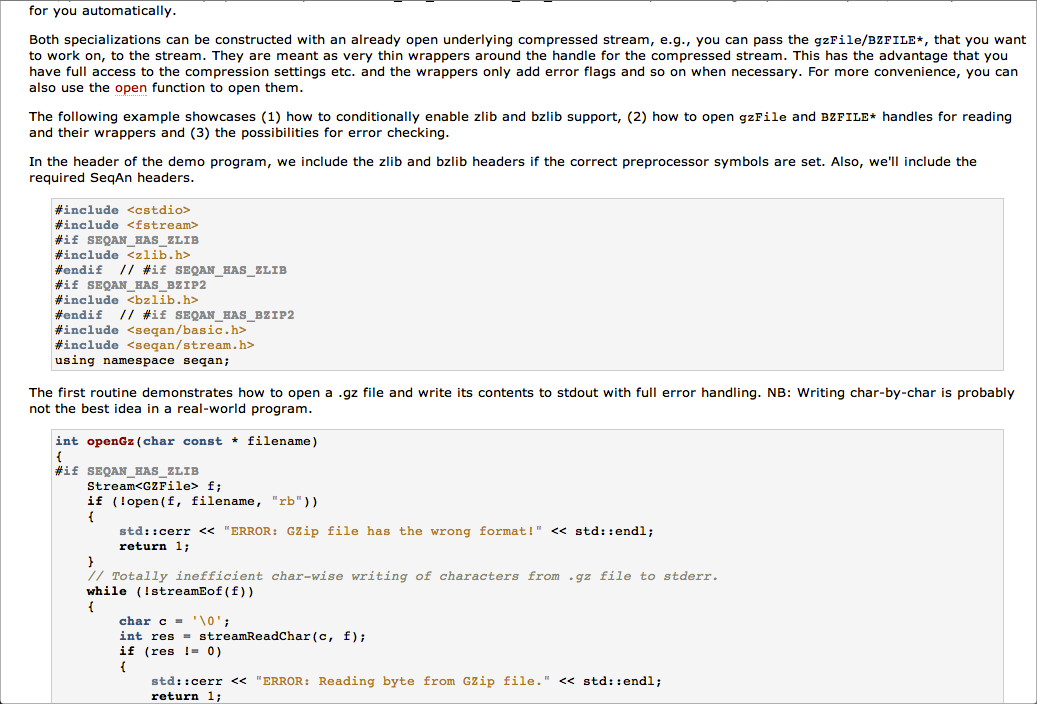 for you automatically.
Both specializations can be constructed with an already open underlying compressed stream, e.g., you can pass the gzFile/BZFILE*, that you want
to work on, to the stream. They are meant as very thin wrappers around the handle for the compressed stream. This has the advantage that you
have full access to the compression settings etc. and the wrappers only add error flags and so on when necessary. For more convenience, you can
also use the open function to open them.
The following example showcases (1) how to conditionally enable zlib and bzlib support, (2) how to open gzFile and BZFILE* handles for reading
and their wrappers and (3) the possibilities for error checking.
In the header of the demo program, we include the zlib and bzlib headers if the correct preprocessor symbols are set. Also, we'll include the
required SeqAn headers.
#include <cstdio>
#include <fstream>
#if SEQAN_HAS_ZLIB
#include <zlib.h>
#endif  // #if SEQAN_HAS_ZLIB
#if SEQAN_HAS_BZIP2
#include <bzlib.h>
#endif  // #if SEQAN_HAS_BZIP2
#include <seqan/basic.h>
#include <seqan/stream.h>
using namespace seqan;
The first routine demonstrates how to open a .gz file and write its contents to stdout with full error handling. NB: Writing char-by-char is probably
not the best idea in a real-world program.
int openGz(char const * filename)
{
#if SEQAN_HAS_ZLIB
    Stream<GZFile> f;
    if (!open(f, filename, "rb"))
    {
        std::cerr << "ERROR: GZip file has the wrong format!" << std::endl;
        return 1;
    }
    // Totally inefficient char-wise writing of characters from .gz file to stderr.
    while (!streamEof(f))
    {
        char c = '\0';
        int res = streamReadChar(c, f);
        if (res != 0)
        {
            std::cerr << "ERROR: Reading byte from GZip file." << std::endl;
            return 1;